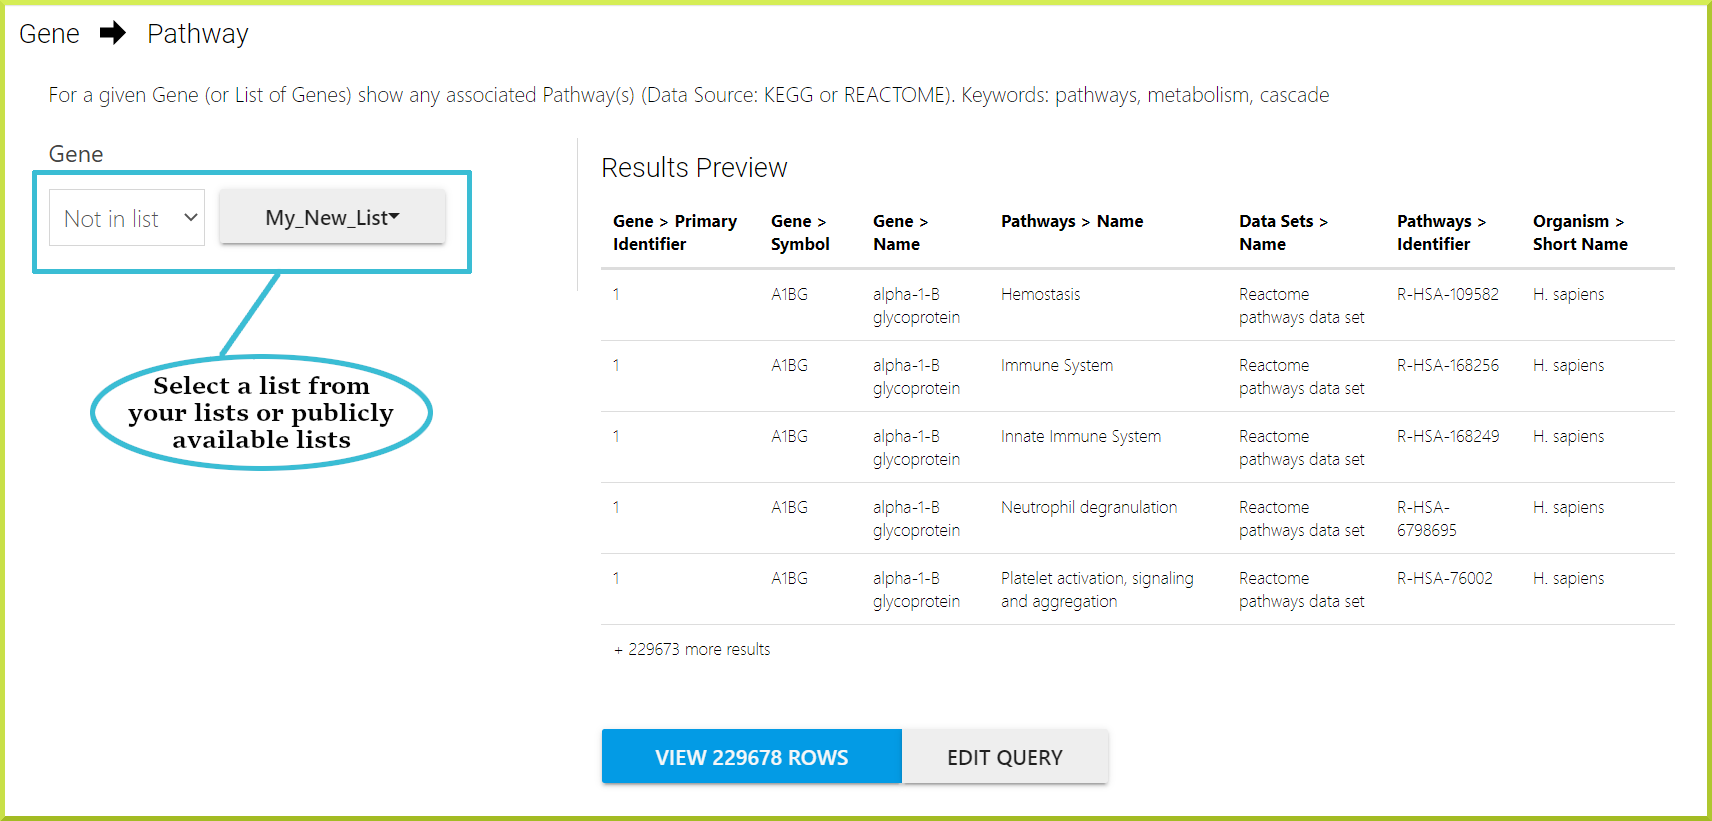 Gene Pathway
For a given Gene (or List of Genes) show any associated Pathway(s) (Data Source: KEGG or REACTOME). Keywords: pathways, metabolism, cascade
Gene
Not in list
My_New_List
Select a list from
your lists or publicly
available lists
Results Preview
Gene > Primary Gene > Gene > Pathways > Name Data Sets > Pathways > Organism >
Identifier Symbol Name Name Identifier Short Name
1 A1BG alpha-1-B Hemostasis Reactome R-HSA-109582 H. sapiens
glycoprotein pathways data set
1 A1BG alpha-1-B Immune System Reactome R-HSA-168256 H. sapiens
glycoprotein pathways data set
1 A1BG alpha-1-B Innate Immune System Reactome R-HSA-168249 H. sapiens
glycoprotein pathways data set
1 A1BG alpha-1-B Neutrophil degranulation Reactome R-HSA- H. sapiens
glycoprotein pathways data set 6798695
1 A1BG alpha-1-B Platelet activation, signaling Reactome R-HSA-76002 H. sapiens
glycoprotein and aggregation pathways data set
+ 229673 more results
VIEW 229678 ROWS
EDIT QUERY